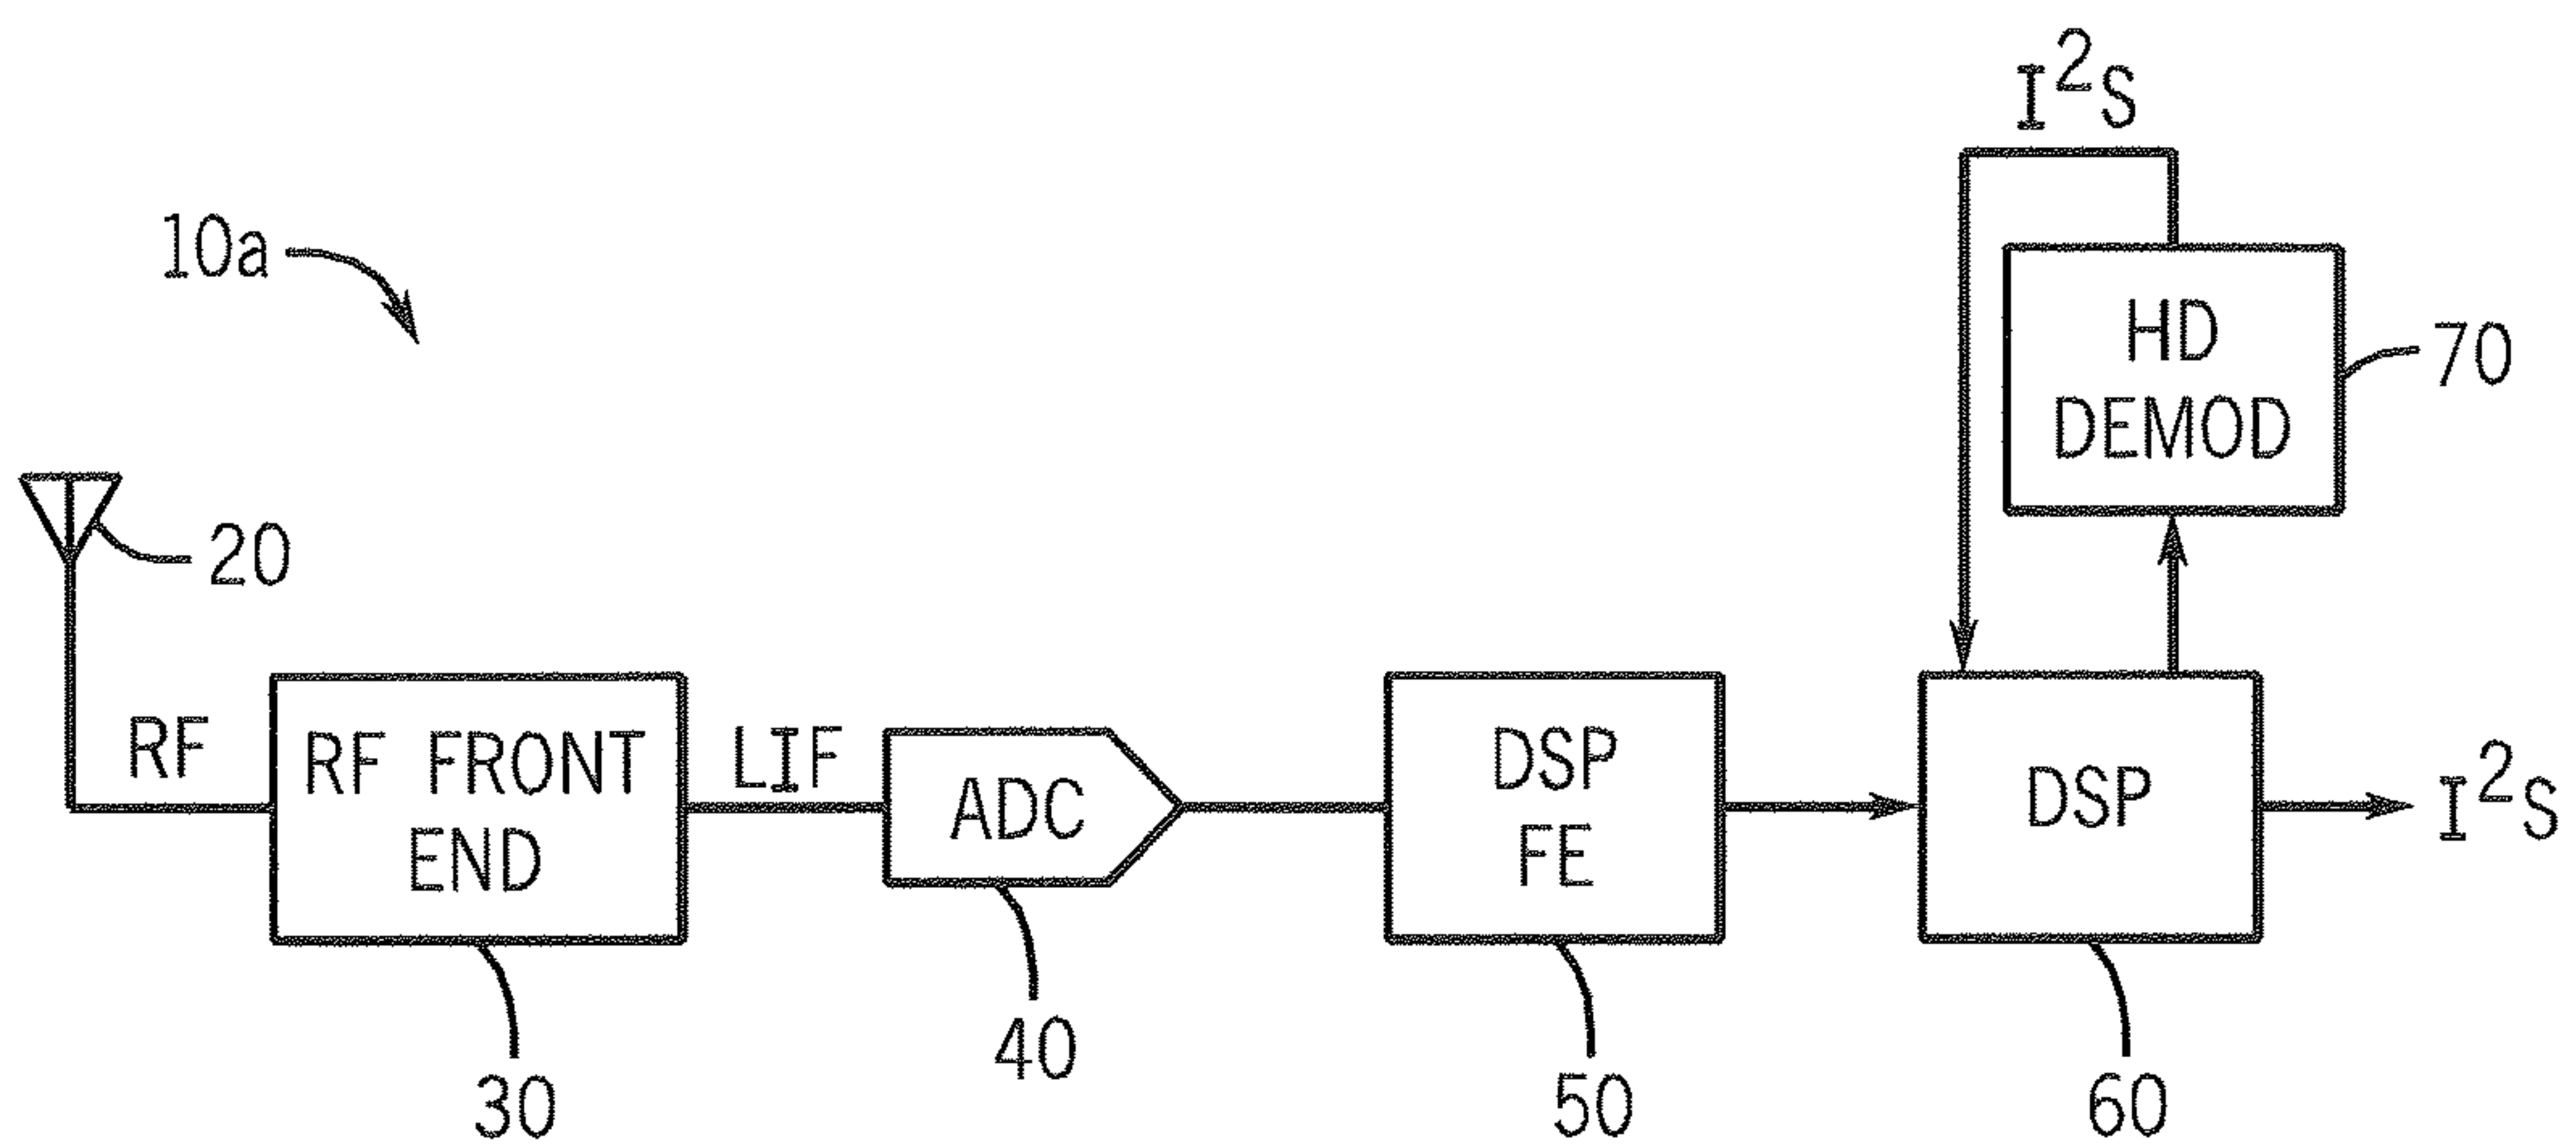 I²S
10a
HD
DEMOD
70
20
RF
RF FRONT
END
LIF
ADC
DSP
FE
DSP
I²S
30
40
50
60